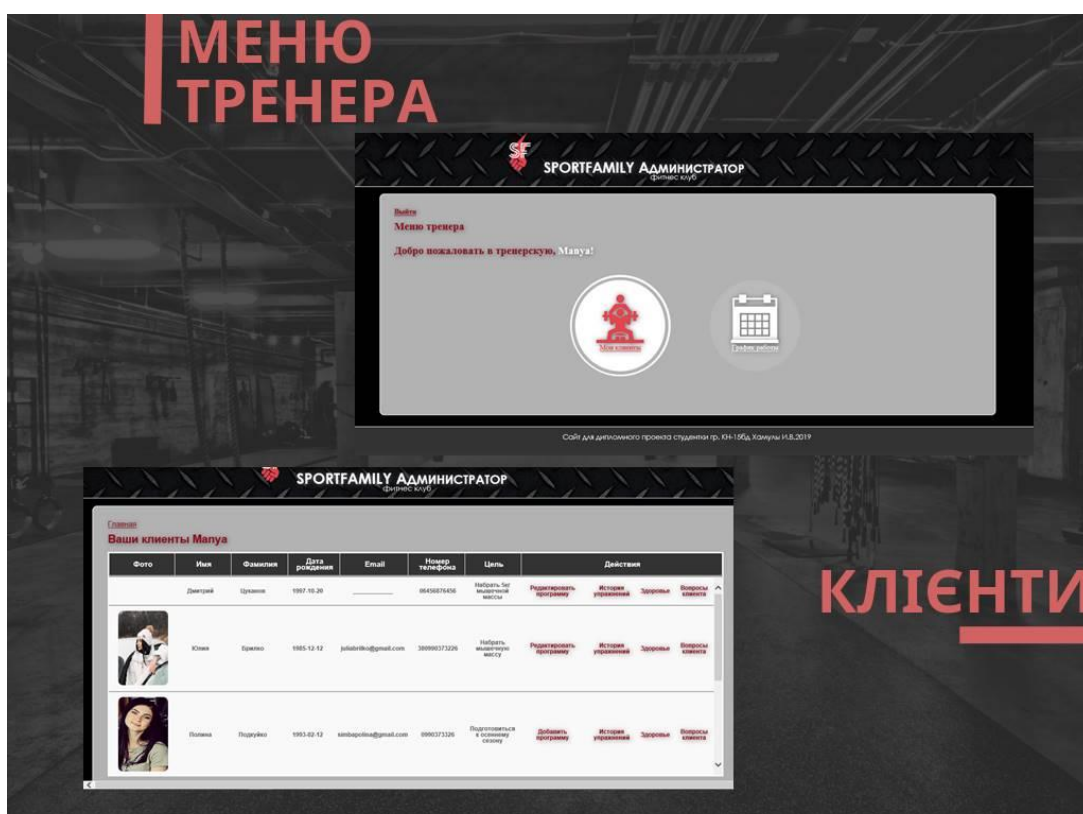 МЕНЮ
ТРЕНЕРА
SF
SPORTFAMILY Администратор
фитнес клуб
Выйти
Меню тренера
Добро пожаловать в тренерскую, Manya!
Мои клиенты
График работы
Сайт для дипломного проекта студентки гр. КН-15бд Хамулы И.В.2019
SPORTFAMILY Администратор
фитнес клуб
Главная
Ваши клиенты Manya
Фото Имя Фамилия Дата рождения Email Номер телефона Цель Действия
Дмитрий Цуканов 1997-10-20 06456876456 Набрать 5кг мышечной массы Редактировать программу История упражнений Здоровье Вопросы клиента
Юлия Брилко 1985-12-12 juliabrilko@gmail.com 380990373226 Набрать мышечную массу Редактировать программу История упражнений Здоровье Вопросы клиента
Полина Подкуйко 1993-02-12 simbapolina@gmail.com 0990373326 Подготовиться к осеннему сезону Добавить программу История упражнений Здоровье Вопросы клиента
КЛІЄНТИ